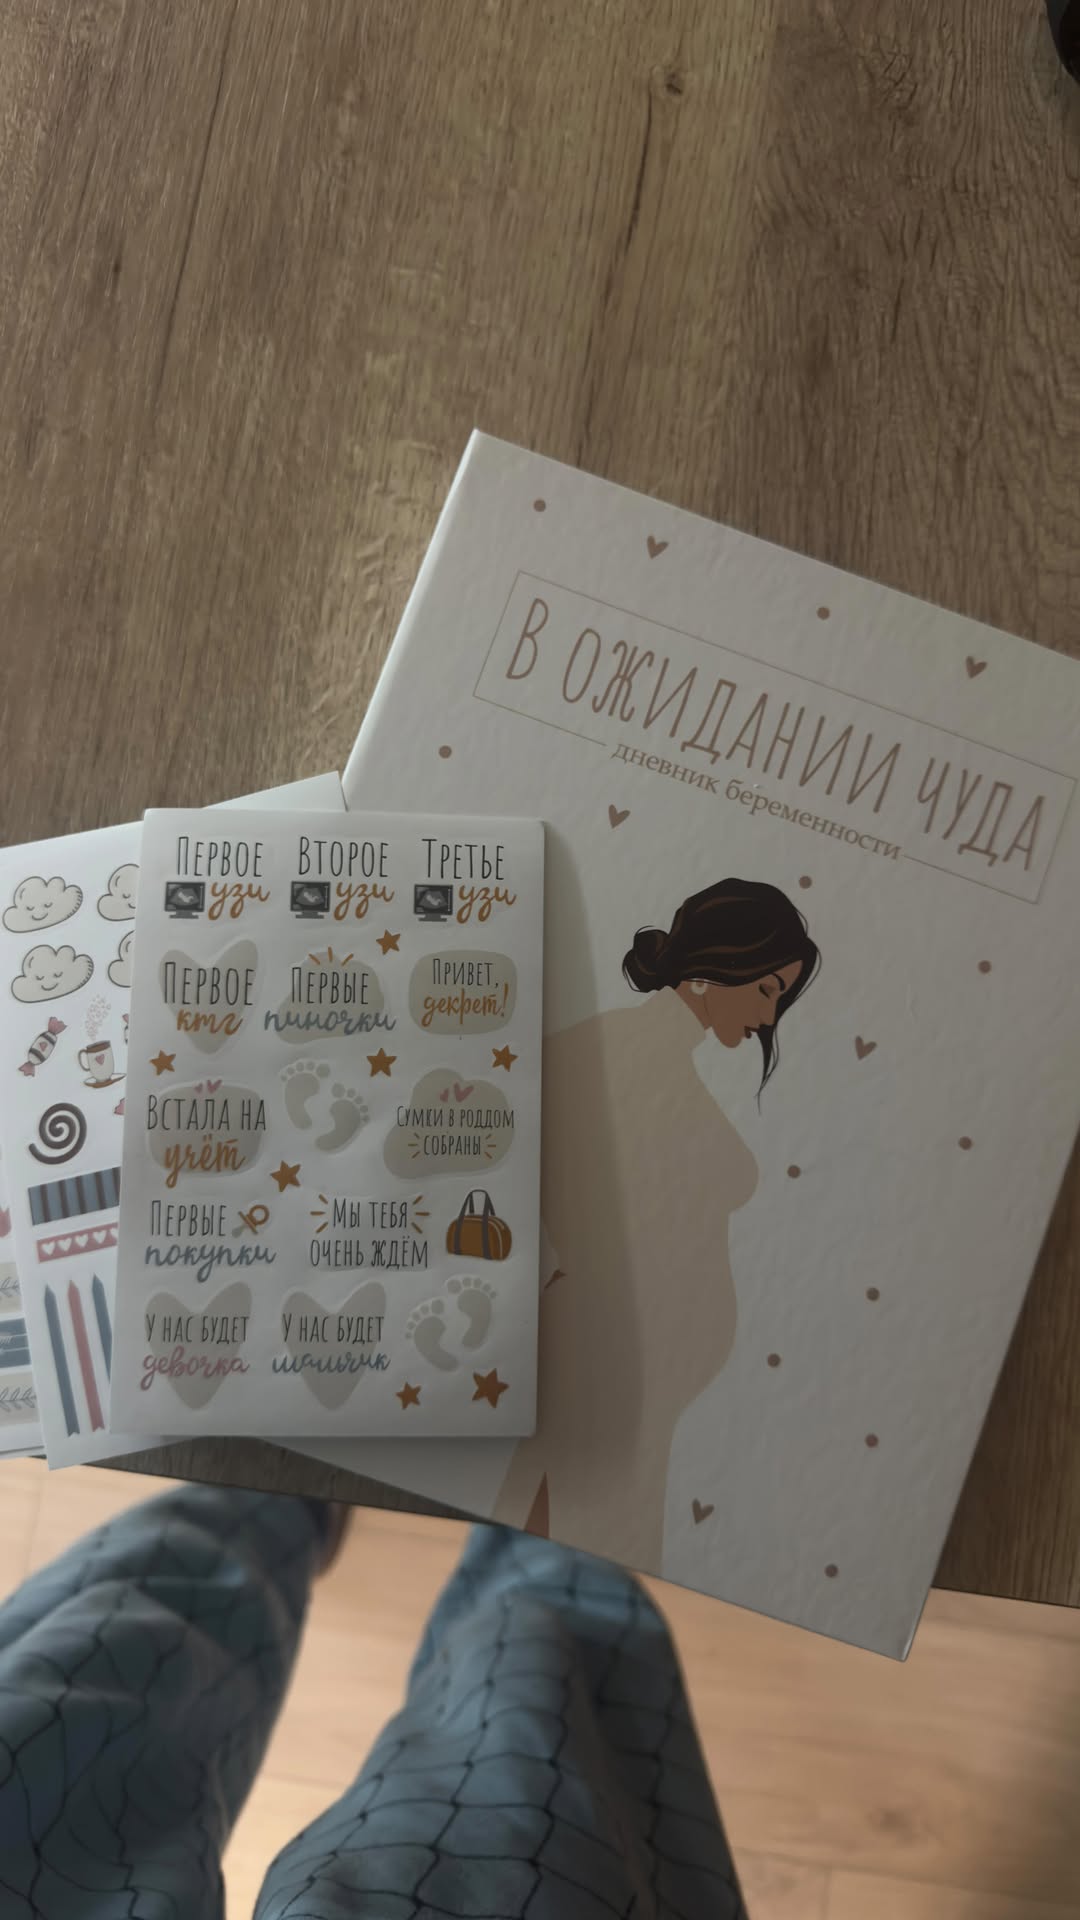 В ОЖИДАНИИ ЧУДА
дневник беременности
ПЕРВОЕ
узи
ВТОРОЕ
узи
ТРЕТЬЕ
узи
ПЕРВОЕ
ктг
ПЕРВЫЕ
пиночки
ПРИВЕТ,
декрет!
ВСТАЛА НА
учёт
СУМКИ В РОДДОМ
СОБРАНЫ
ПЕРВЫЕ
покупки
МЫ ТЕБЯ
ОЧЕНЬ ЖДЁМ
У НАС БУДЕТ
девочка
У НАС БУДЕТ
мальчик